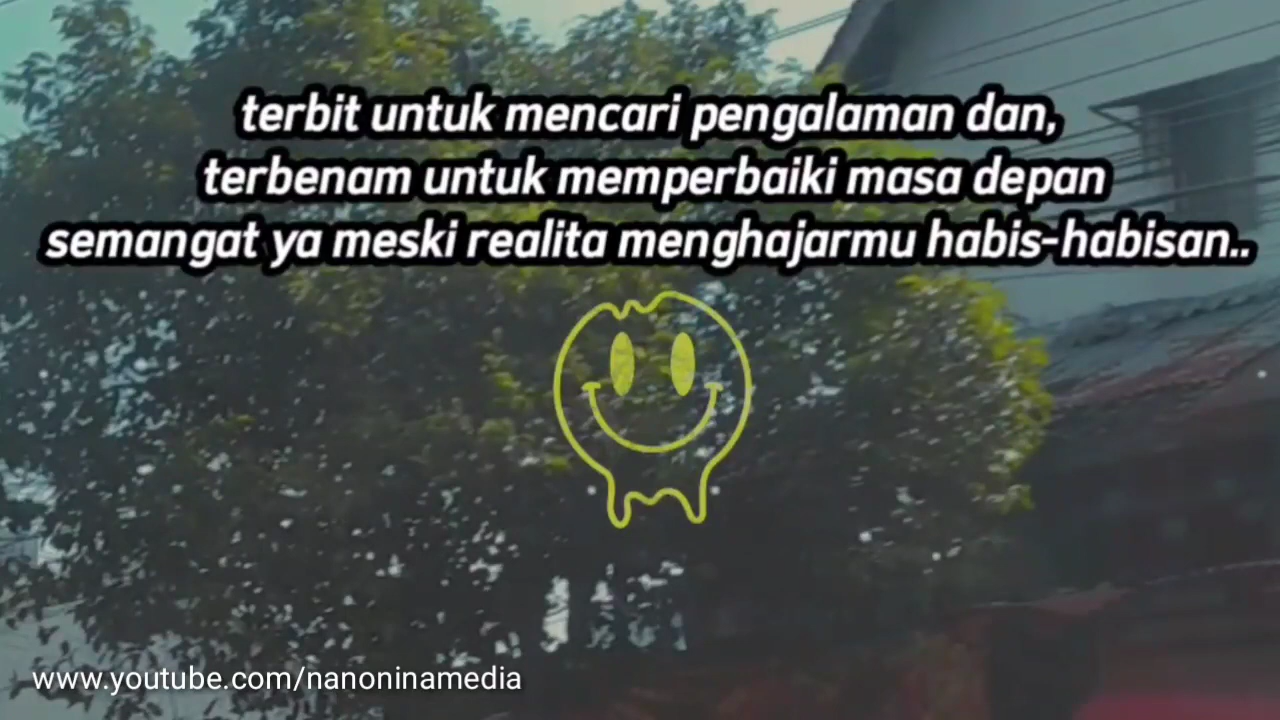 terbit untuk mencari pengalaman dan,
terbenam untuk memperbaiki masa depan
semangat ya meski realita menghajarmu habis-habisan..
www.youtube.com/nanoninamedia